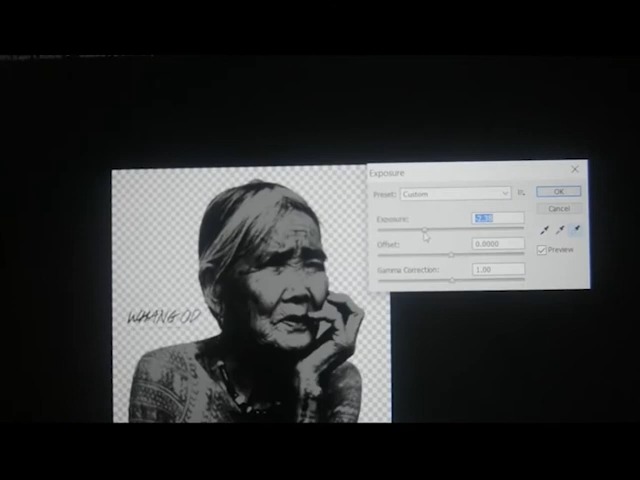 Exposure
Preset: Custom
OK
Cancel
Exposure:
Preview
Offset: 0.0000
Gamma Correction: 1.00
WHANG OD